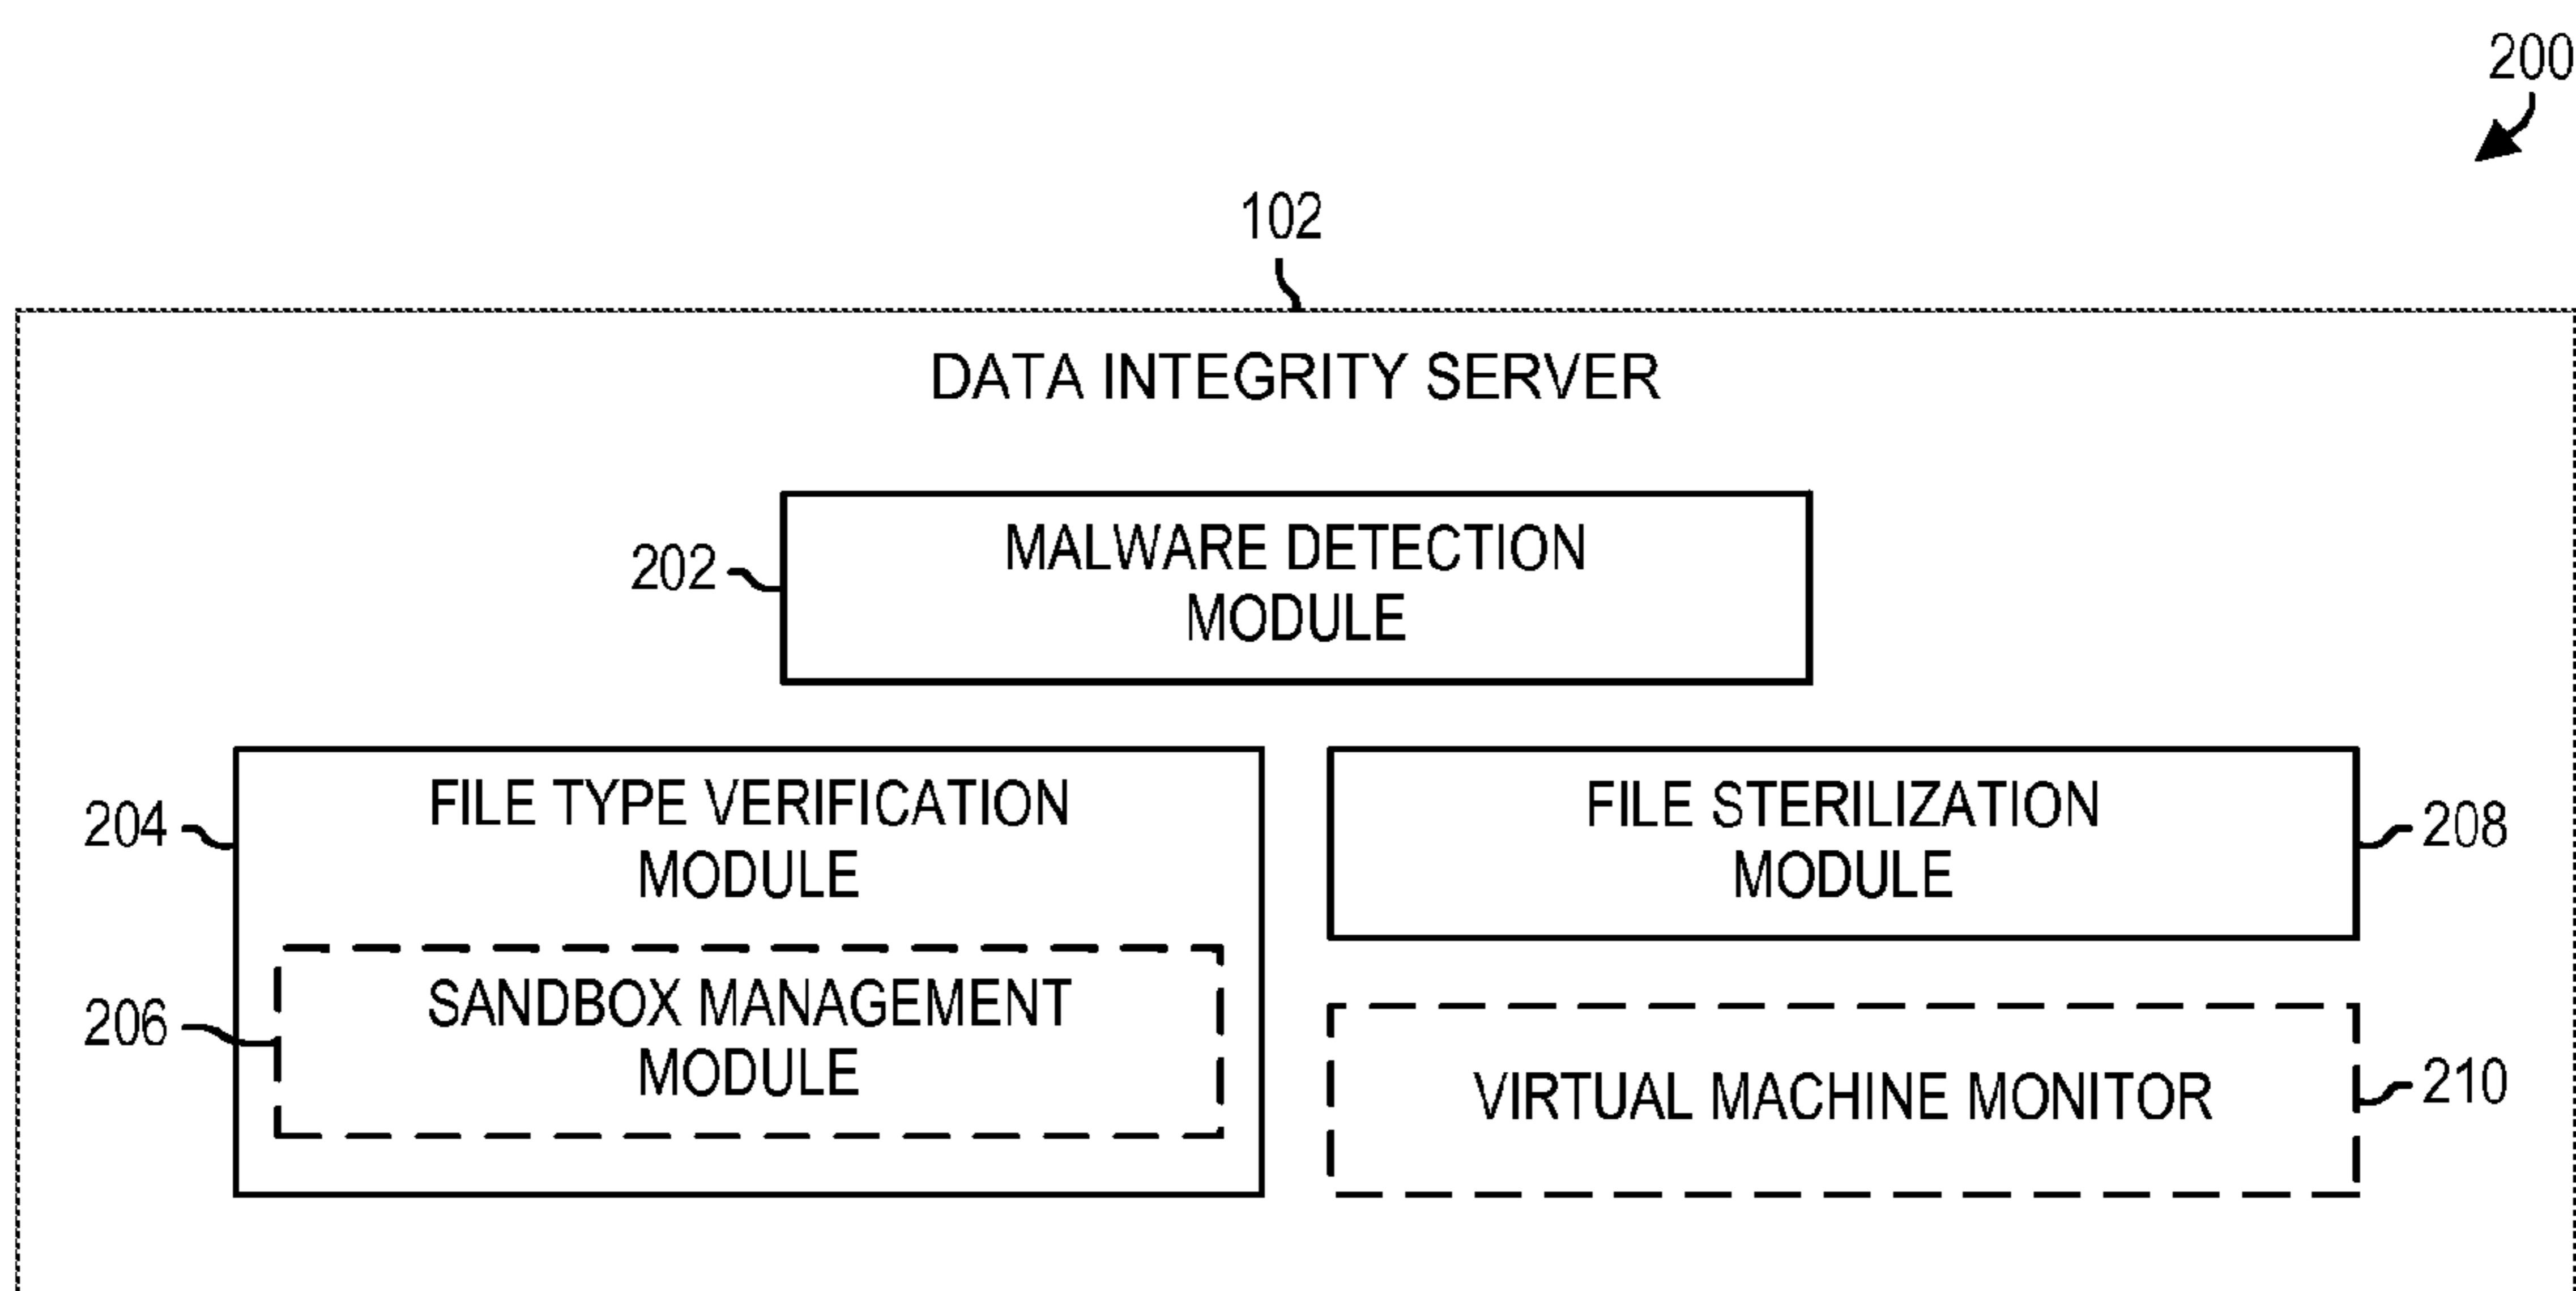 200
102
DATA INTEGRITY SERVER
202
MALWARE DETECTION
MODULE
204
FILE TYPE VERIFICATION
MODULE
206
SANDBOX MANAGEMENT
MODULE
FILE STERILIZATION
MODULE
208
VIRTUAL MACHINE MONITOR
210